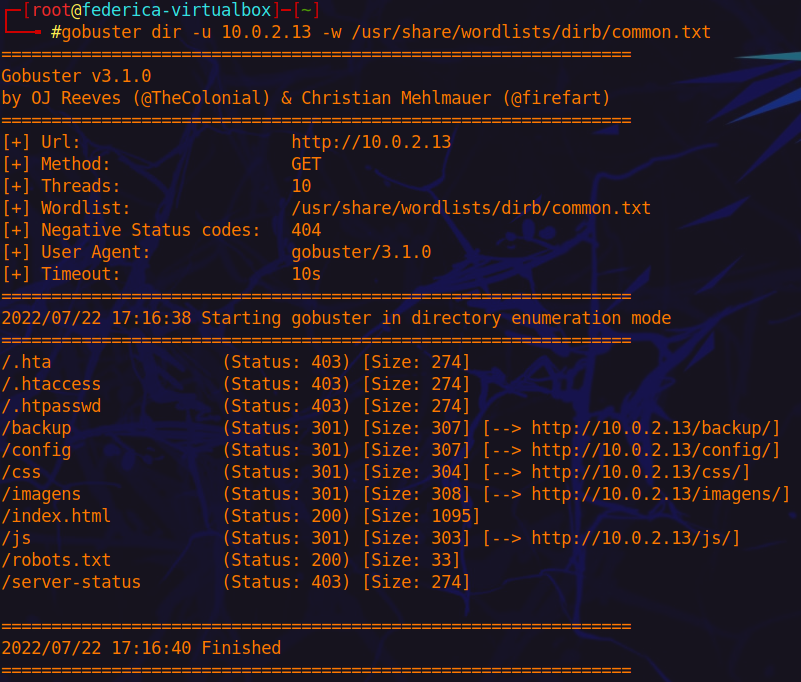 ┌─[root@federica-virtualbox]─[~]
└──╼ #gobuster dir -u 10.0.2.13 -w /usr/share/wordlists/dirb/common.txt
===============================================================
Gobuster v3.1.0
by OJ Reeves (@TheColonial) & Christian Mehlmauer (@firefart)
===============================================================
[+] Url:                     http://10.0.2.13
[+] Method:                  GET
[+] Threads:                 10
[+] Wordlist:                /usr/share/wordlists/dirb/common.txt
[+] Negative Status codes:   404
[+] User Agent:              gobuster/3.1.0
[+] Timeout:                 10s
===============================================================
2022/07/22 17:16:38 Starting gobuster in directory enumeration mode
===============================================================
/.hta                 (Status: 403) [Size: 274]
/.htaccess            (Status: 403) [Size: 274]
/.htpasswd            (Status: 403) [Size: 274]
/backup               (Status: 301) [Size: 307] [--> http://10.0.2.13/backup/]
/config               (Status: 301) [Size: 307] [--> http://10.0.2.13/config/]
/css                  (Status: 301) [Size: 304] [--> http://10.0.2.13/css/]
/imagens              (Status: 301) [Size: 308] [--> http://10.0.2.13/imagens/]
/index.html           (Status: 200) [Size: 1095]
/js                   (Status: 301) [Size: 303] [--> http://10.0.2.13/js/]
/robots.txt           (Status: 200) [Size: 33]
/server-status        (Status: 403) [Size: 274]

===============================================================
2022/07/22 17:16:40 Finished
===============================================================